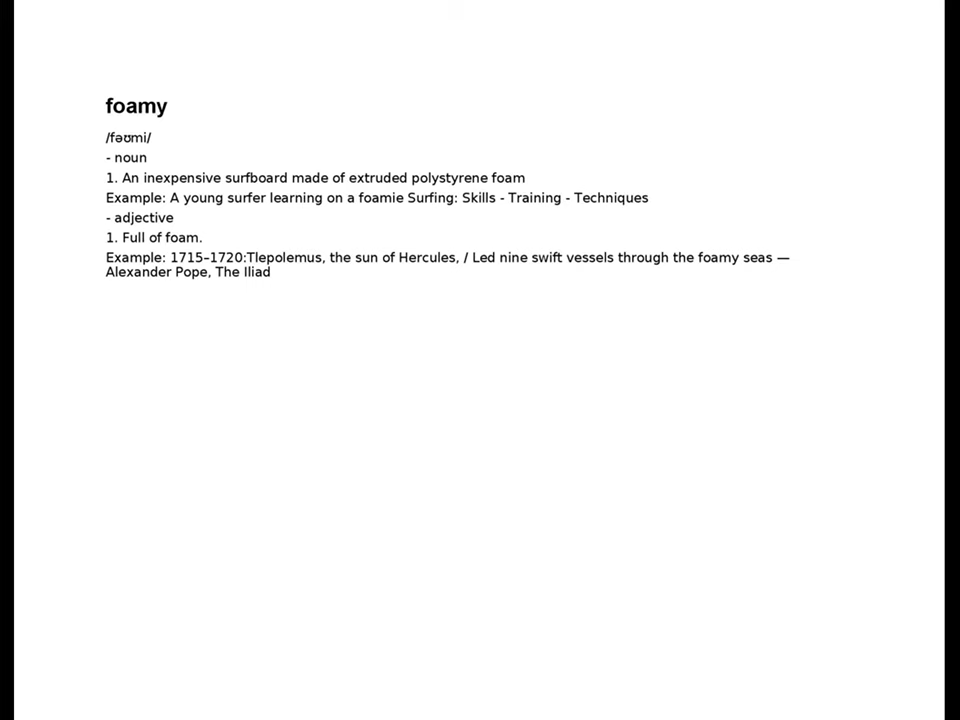 foamy
/fəʊmi/
- noun
1. An inexpensive surfboard made of extruded polystyrene foam
Example: A young surfer learning on a foamie Surfing: Skills - Training - Techniques
- adjective
1. Full of foam.
Example: 1715–1720:Tlepolemus, the sun of Hercules, / Led nine swift vessels through the foamy seas —
Alexander Pope, The Iliad